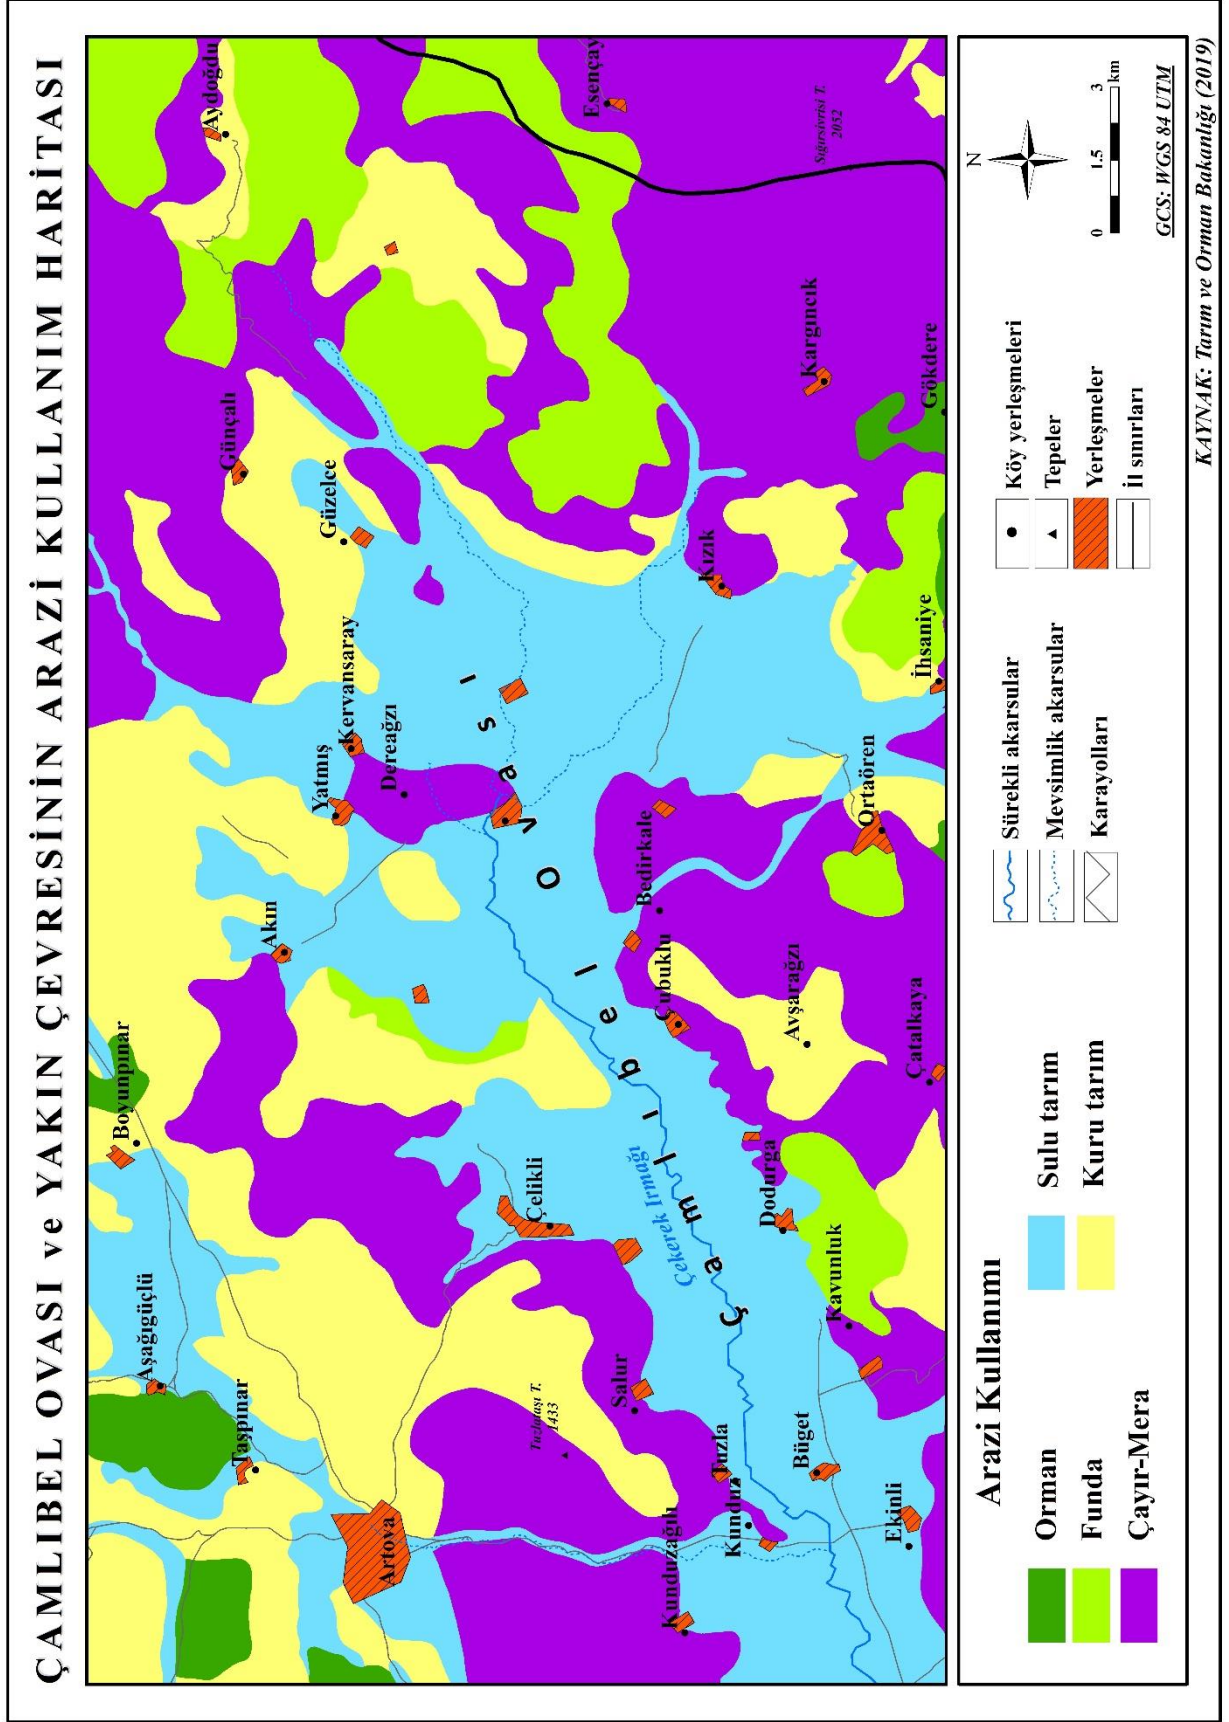 ÇAMLIBEL OVASI ve YAKIN ÇEVRESİNİN ARAZİ KULLANIM HARİTASI
Aydoğdu
Esençay
Sığırsivrisi T.
2052
Günçalı
Güzelce
Kargıncık
Gökdere
Kızık
İhsaniye
Kervansaray
Yatmış
Dereağzı
Akın
Bedirkale
Ortaören
Çubuklu
Avşarağzı
Çatalkaya
Boyunpınar
Aşağıgüçlü
Taşpınar
Çelikli
Çekerek Irmağı
Çamlıbel Ovası
Dodurga
Kavunluk
Tuzlataşı T.
1433
Salur
Artova
Tuzla
Kunduz
Kunduzağılı
Büget
Ekinli
Arazi Kullanımı
Orman
Funda
Çayır-Mera
Sulu tarım
Kuru tarım
Sürekli akarsular
Mevsimlik akarsular
Karayolları
Köy yerleşmeleri
Tepeler
Yerleşmeler
İl sınırları
N
0 1.5 3
km
GCS: WGS 84 UTM
KAYNAK: Tarım ve Orman Bakanlığı (2019)